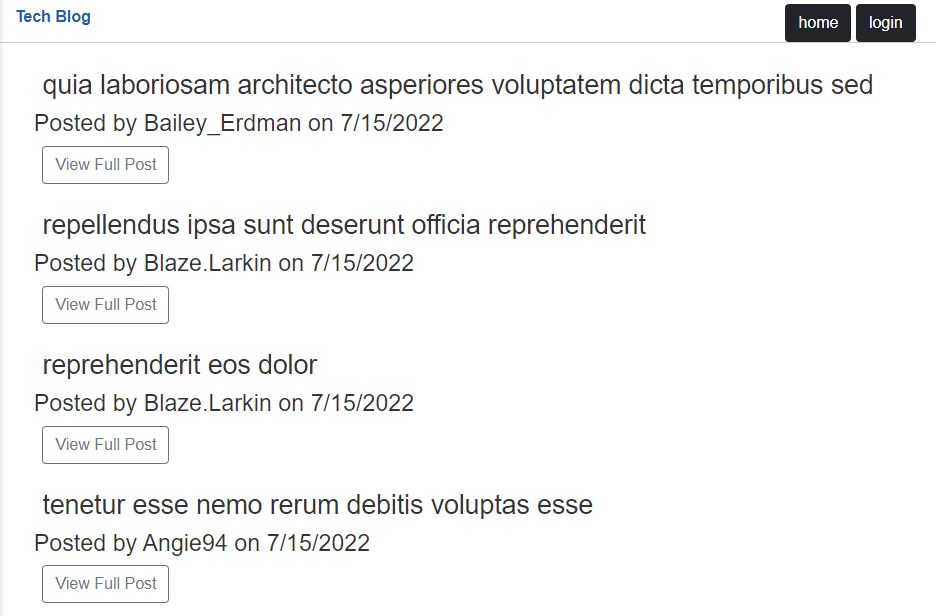 Tech Blog
home login
quia laboriosam architecto asperiores voluptatem dicta temporibus sed
Posted by Bailey_Erdman on 7/15/2022
View Full Post
repellendus ipsa sunt deserunt officia reprehenderit
Posted by Blaze.Larkin on 7/15/2022
View Full Post
reprehenderit eos dolor
Posted by Blaze.Larkin on 7/15/2022
View Full Post
tenetur esse nemo rerum debitis voluptas esse
Posted by Angie94 on 7/15/2022
View Full Post